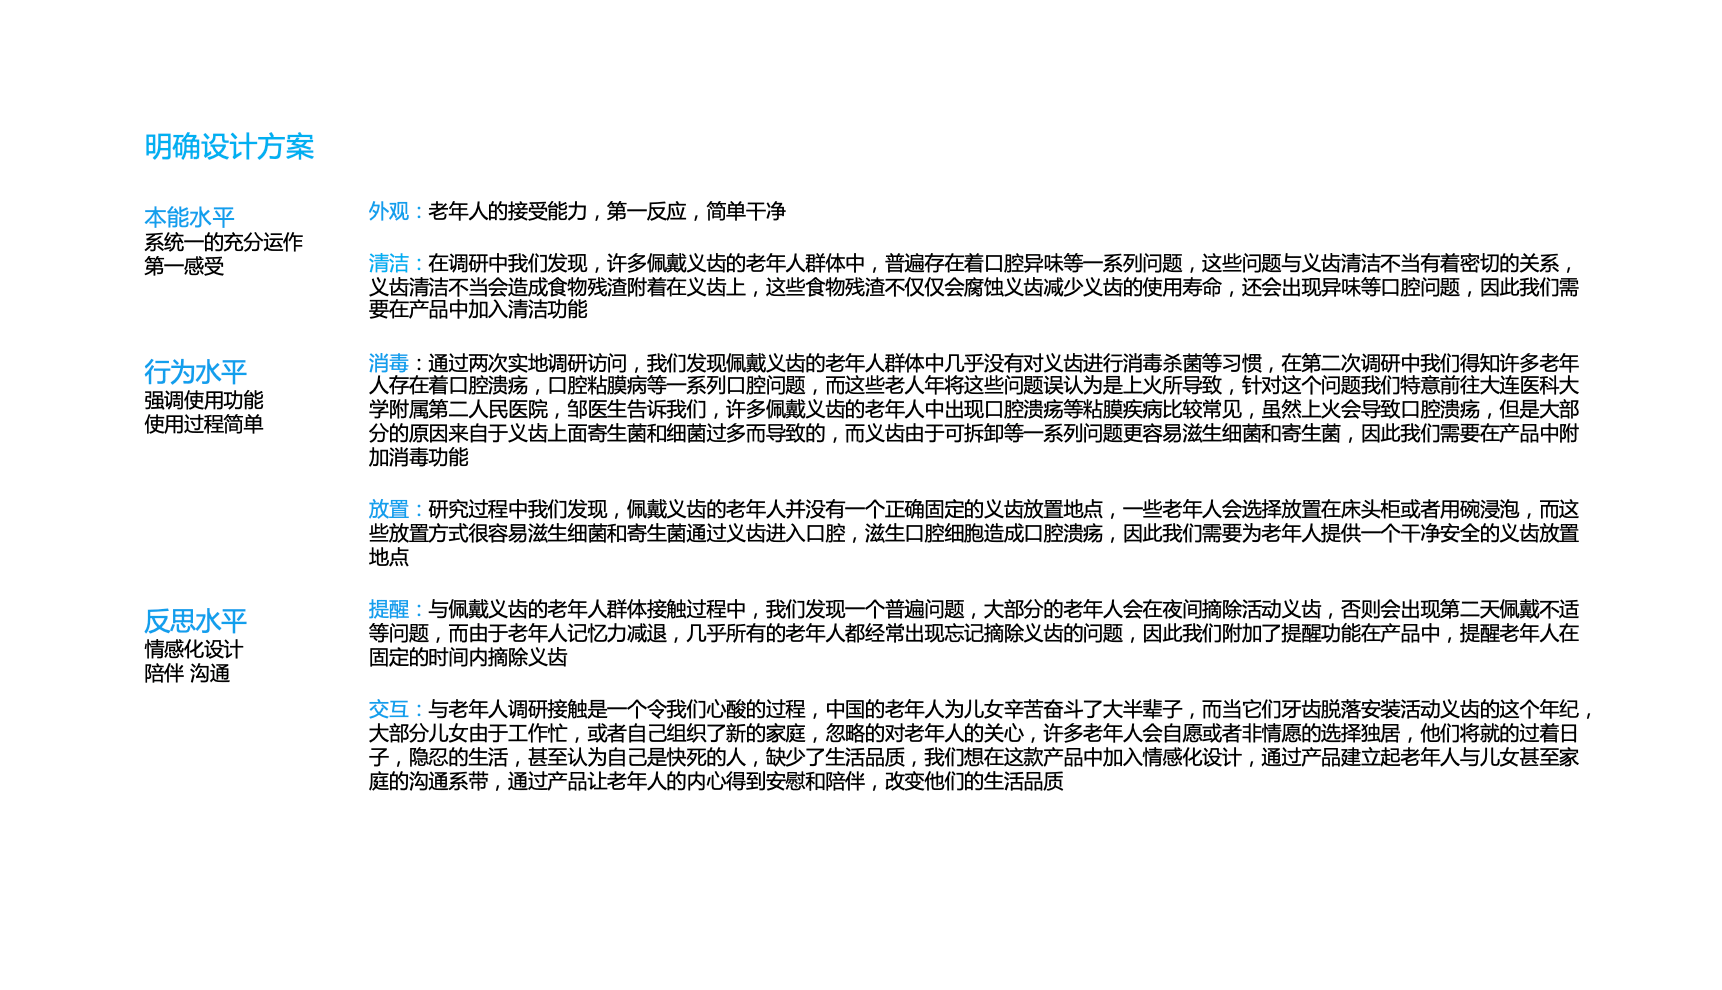 明确设计方案
本能水平
系统一的充分运作
第一感受
外观：老年人的接受能力，第一反应，简单干净
清洁：在调研中我们发现，许多佩戴义齿的老年人群体中，普遍存在着口腔异味等一系列问题，这些问题与义齿清洁不当有着密切的关系，
义齿清洁不当会造成食物残渣附着在义齿上，这些食物残渣不仅仅会腐蚀义齿减少义齿的使用寿命，还会出现异味等口腔问题，因此我们需
要在产品中加入清洁功能
行为水平
强调使用功能
使用过程简单
消毒：通过两次实地调研访问，我们发现佩戴义齿的老年人群体中几乎没有对义齿进行消毒杀菌等习惯，在第二次调研中我们得知许多老年
人存在着口腔溃疡，口腔粘膜病等一系列口腔问题，而这些老人年将这些问题误认为是上火所导致，针对这个问题我们特意前往大连医科大
学附属第二人民医院，邹医生告诉我们，许多佩戴义齿的老年人中出现口腔溃疡等粘膜疾病比较常见，虽然上火会导致口腔溃疡，但是大部
分的原因来自于义齿上面寄生菌和细菌过多而导致的，而义齿由于可拆卸等一系列问题更容易滋生细菌和寄生菌，因此我们需要在产品中附
加消毒功能
放置：研究过程中我们发现，佩戴义齿的老年人并没有一个正确固定的义齿放置地点，一些老年人会选择放置在床头柜或者用碗浸泡，而这
些放置方式很容易滋生细菌和寄生菌通过义齿进入口腔，滋生口腔细胞造成口腔溃疡，因此我们需要为老年人提供一个干净安全的义齿放置
地点
反思水平
情感化设计
陪伴 沟通
提醒：与佩戴义齿的老年人群体接触过程中，我们发现一个普遍问题，大部分的老年人会在夜间摘除活动义齿，否则会出现第二天佩戴不适
等问题，而由于老年人记忆力减退，几乎所有的老年人都经常出现忘记摘除义齿的问题，因此我们附加了提醒功能在产品中，提醒老年人在
固定的时间内摘除义齿
交互：与老年人调研接触是一个令我们心酸的过程，中国的老年人为儿女辛苦奋斗了大半辈子，而当它们牙齿脱落安装活动义齿的这个年纪，
大部分儿女由于工作忙，或者自己组织了新的家庭，忽略的对老年人的关心，许多老年人会自愿或者非情愿的选择独居，他们将就的过着日
子，隐忍的生活，甚至认为自己是快死的人，缺少了生活品质，我们想在这款产品中加入情感化设计，通过产品建立起老年人与儿女甚至家
庭的沟通系带，通过产品让老年人的内心得到安慰和陪伴，改变他们的生活品质